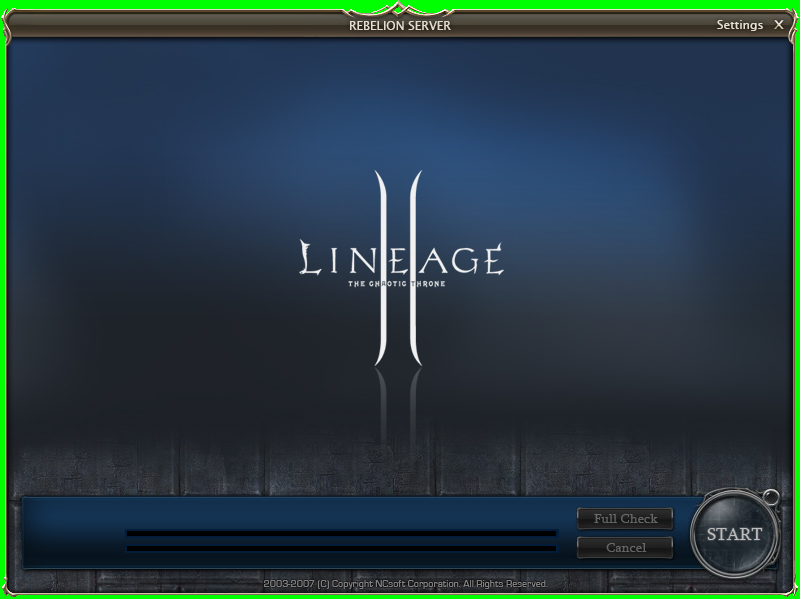 REBELION SERVER
Settings X
LINEAGE II
THE CHAOTIC THRONE
Full Check
START
Cancel
2003-2007 (C) Copyright NCsoft Corporation. All Rights Reserved.